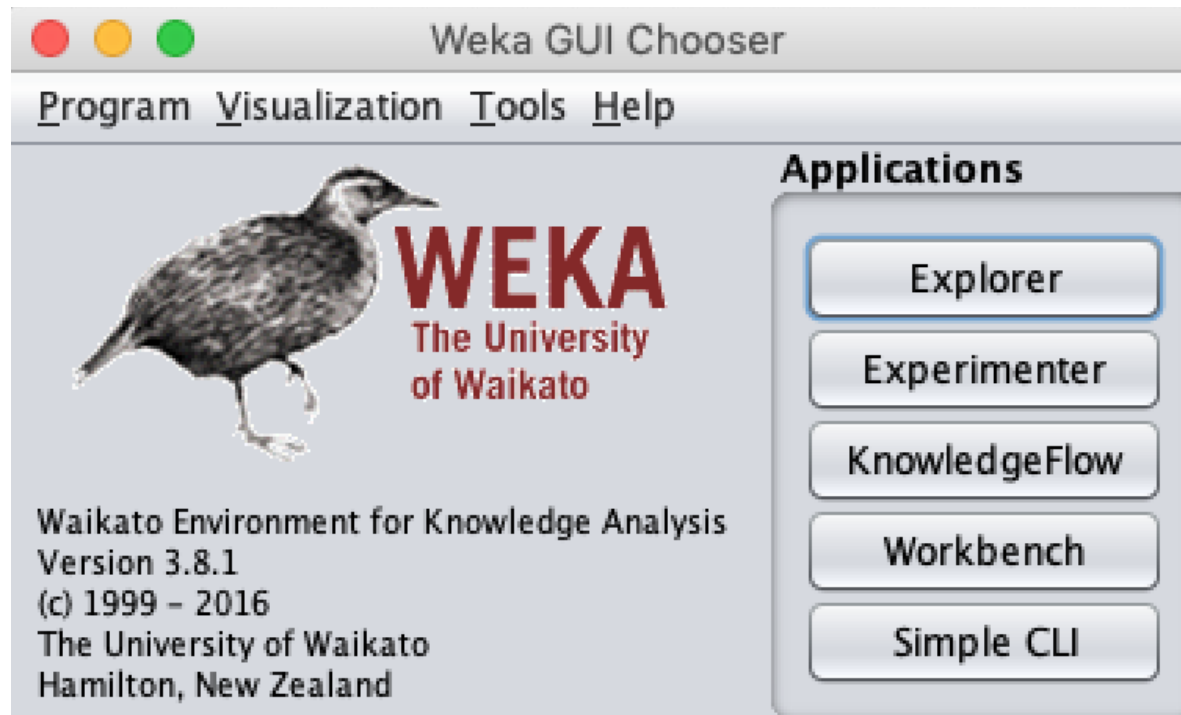 Weka GUI Chooser
Program Visualization Tools Help
WEKA
The University
of Waikato
Waikato Environment for Knowledge Analysis
Version 3.8.1
(c) 1999 – 2016
The University of Waikato
Hamilton, New Zealand
Applications
Explorer
Experimenter
KnowledgeFlow
Workbench
Simple CLI